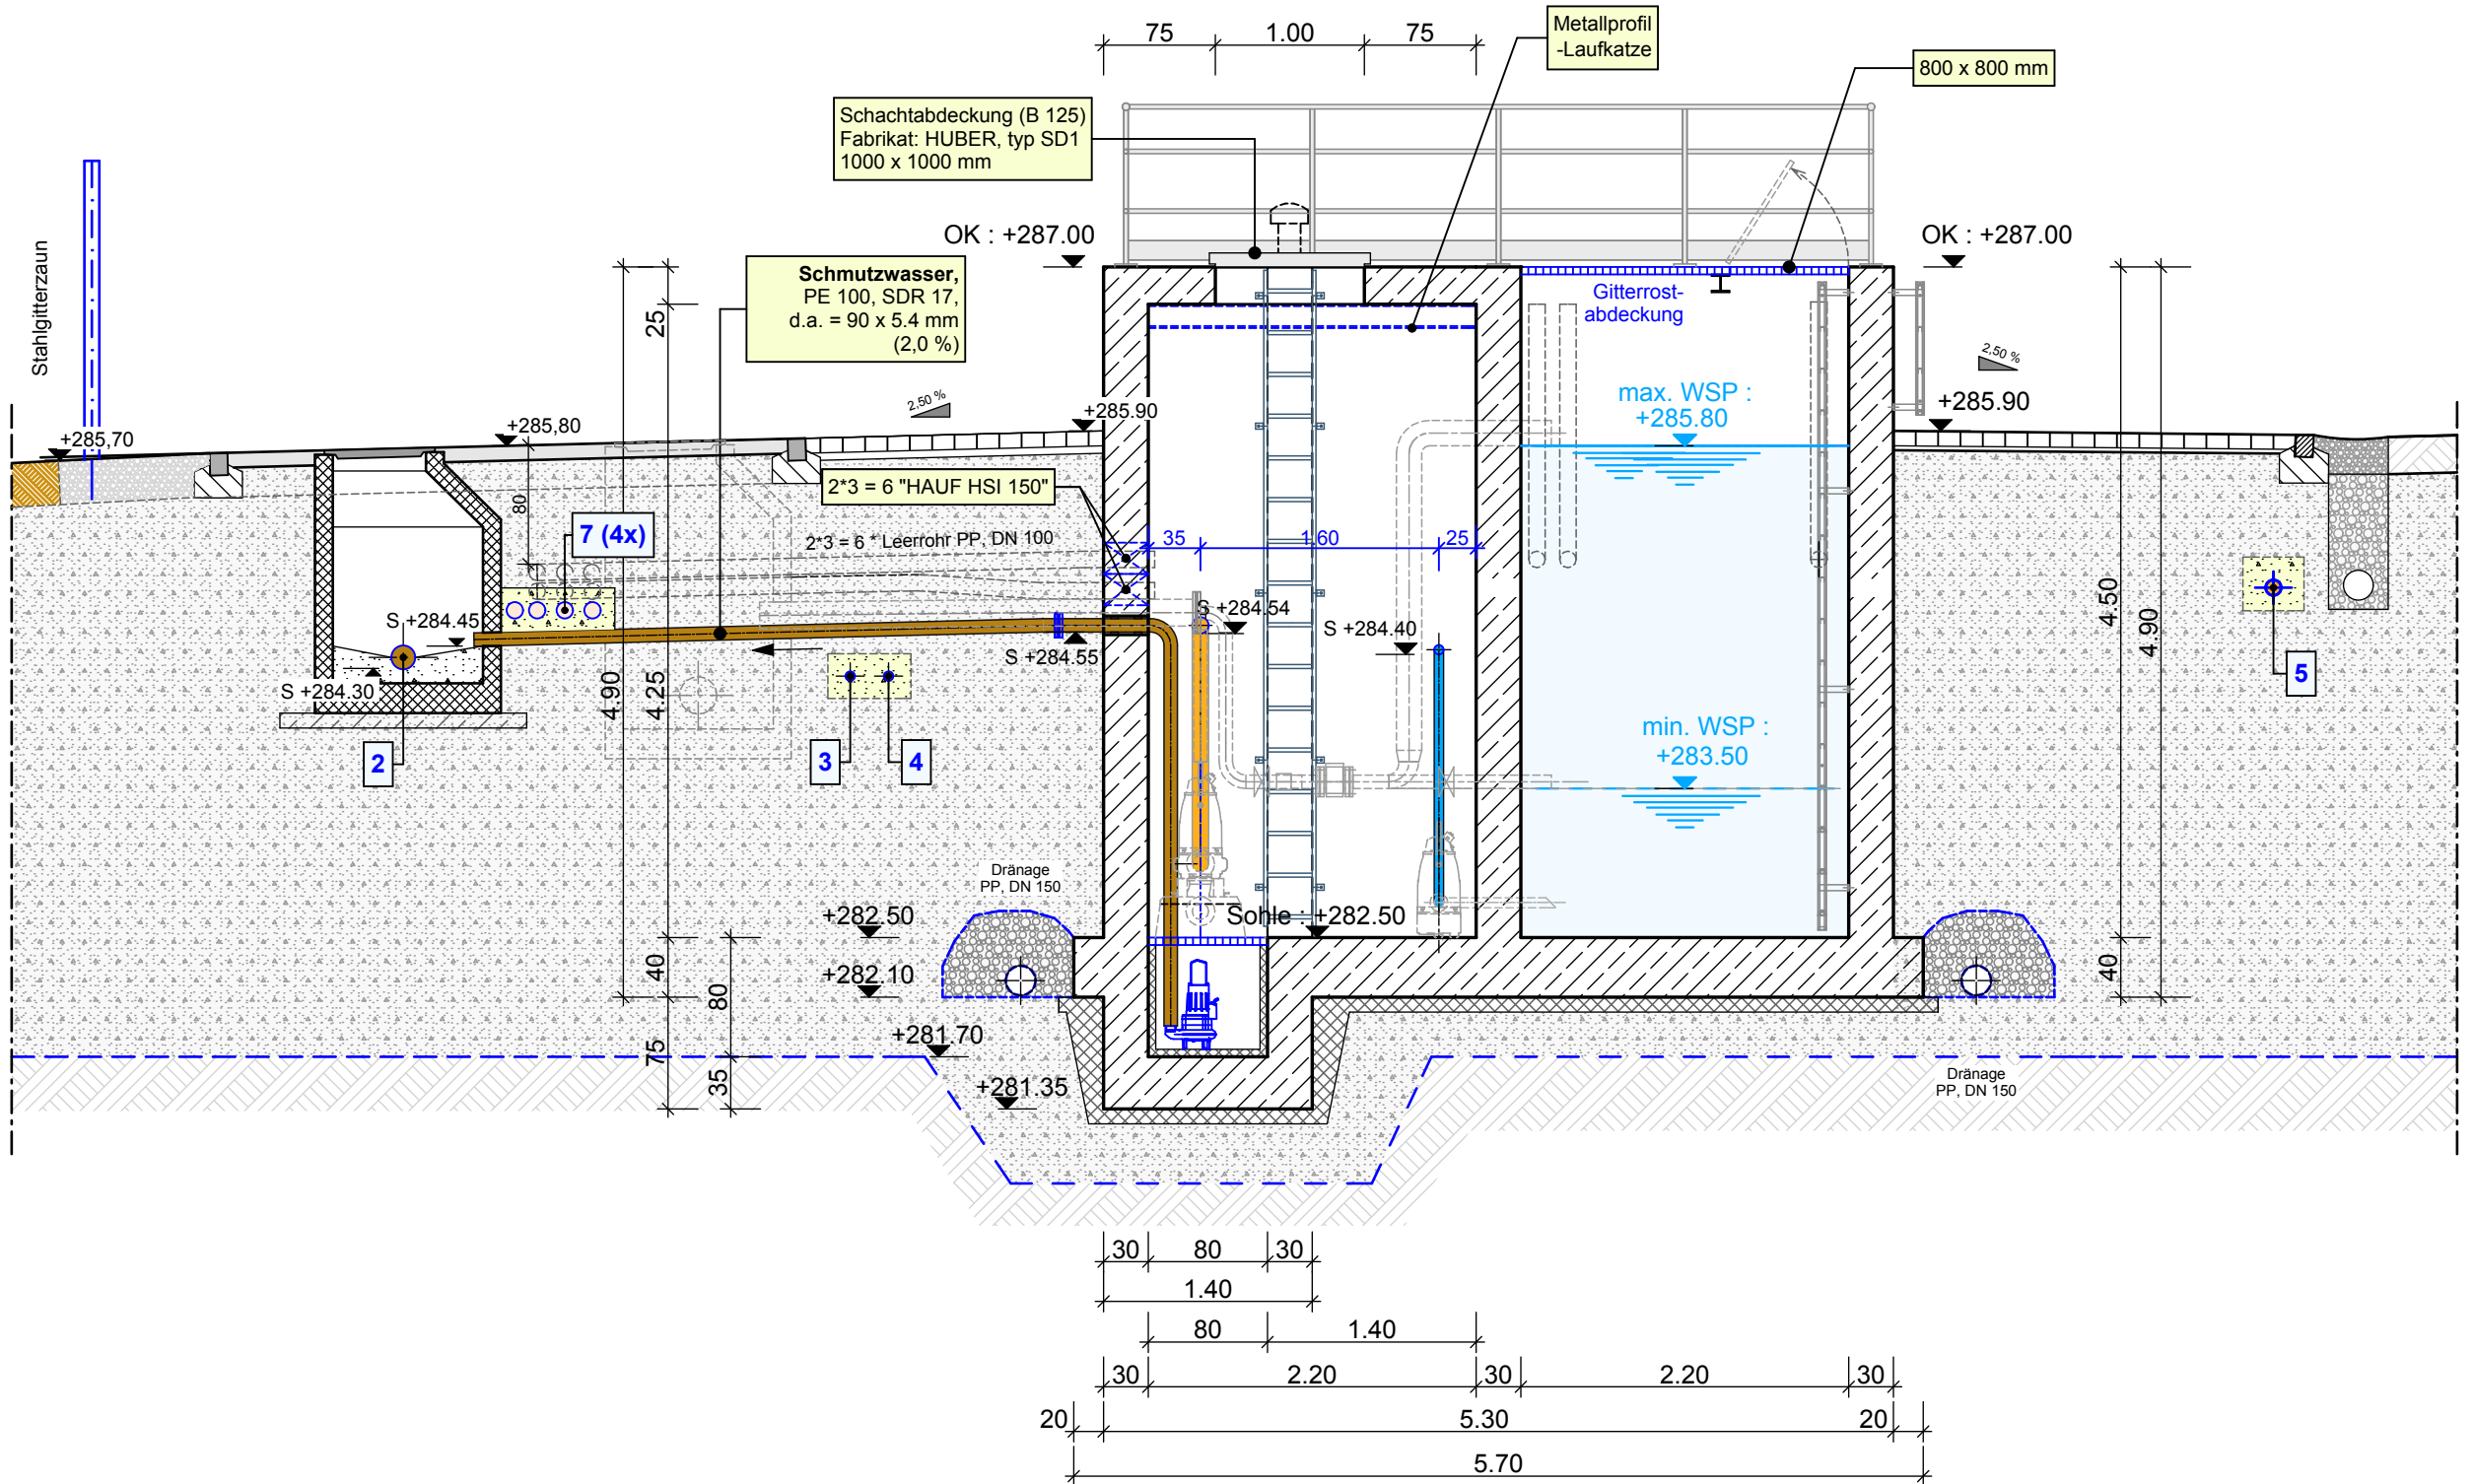 75
1.00
75
Metallprofil
-Laufkatze
800 x 800 mm
Schachtabdeckung (B 125)
Fabrikat: HUBER, typ SD1
1000 x 1000 mm
Stahlgitterzaun
OK : +287.00
OK : +287.00
Schmutzwasser,
PE 100, SDR 17,
d.a. = 90 x 5.4 mm
(2,0 %)
25
Gitterrost-
abdeckung
2,50 %
2,50 %
max. WSP :
+285.80
+285,70
+285,80
+285.90
+285.90
80
2*3 = 6 "HAUF HSI 150"
7 (4x)
2*3 = 6 * Leerrohr PP, DN 100
35
1.60
25
S +284.45
S +284.54
S +284.40
S +284.55
S +284.30
4.90
4.25
4.50
4.90
5
2
3
4
min. WSP :
+283.50
Dränage
PP, DN 150
+282.50
Sohle : +282.50
+282.10
40
80
40
+281.70
75
35
+281.35
Dränage
PP, DN 150
30
80
30
1.40
80
1.40
30
2.20
30
2.20
30
20
5.30
20
5.70